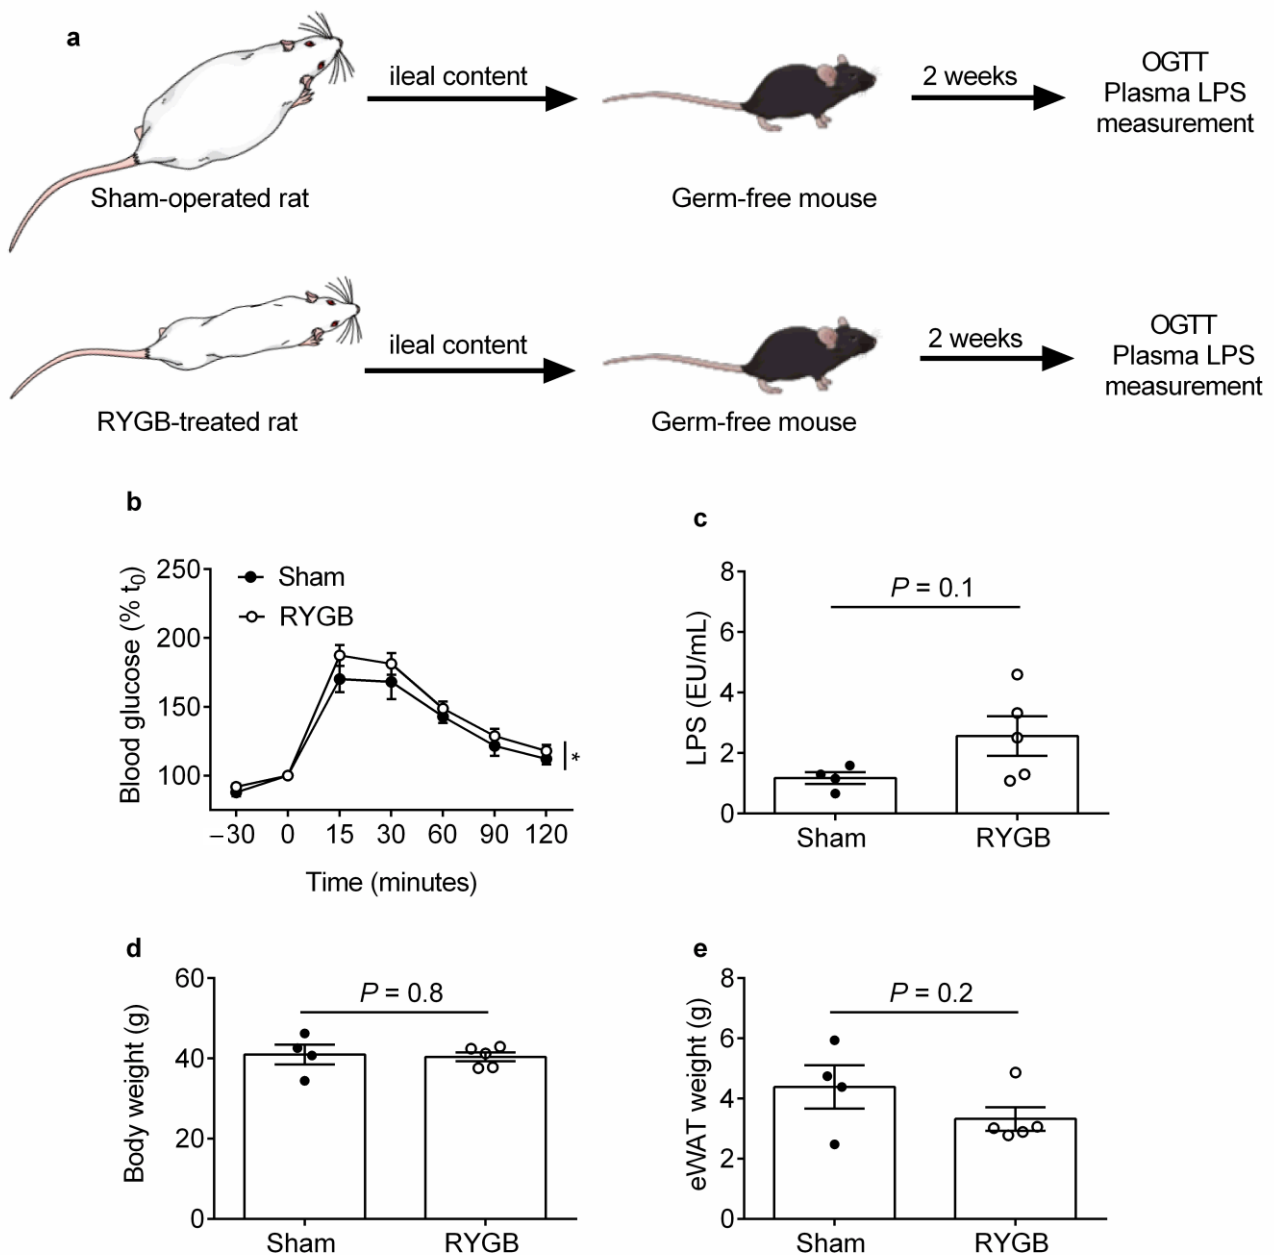 a
ileal content
2 weeks
OGTT
Plasma LPS
measurement
Sham-operated rat
Germ-free mouse
ileal content
2 weeks
OGTT
Plasma LPS
measurement
RYGB-treated rat
Germ-free mouse
b
Blood glucose (% t₀)
250
200
150
100
Sham
RYGB
*
−30 0 15 30 60 90 120
Time (minutes)
c
LPS (EU/mL)
8
6
4
2
0
P = 0.1
Sham RYGB
d
Body weight (g)
60
40
20
0
P = 0.8
Sham RYGB
e
eWAT weight (g)
8
6
4
2
0
P = 0.2
Sham RYGB